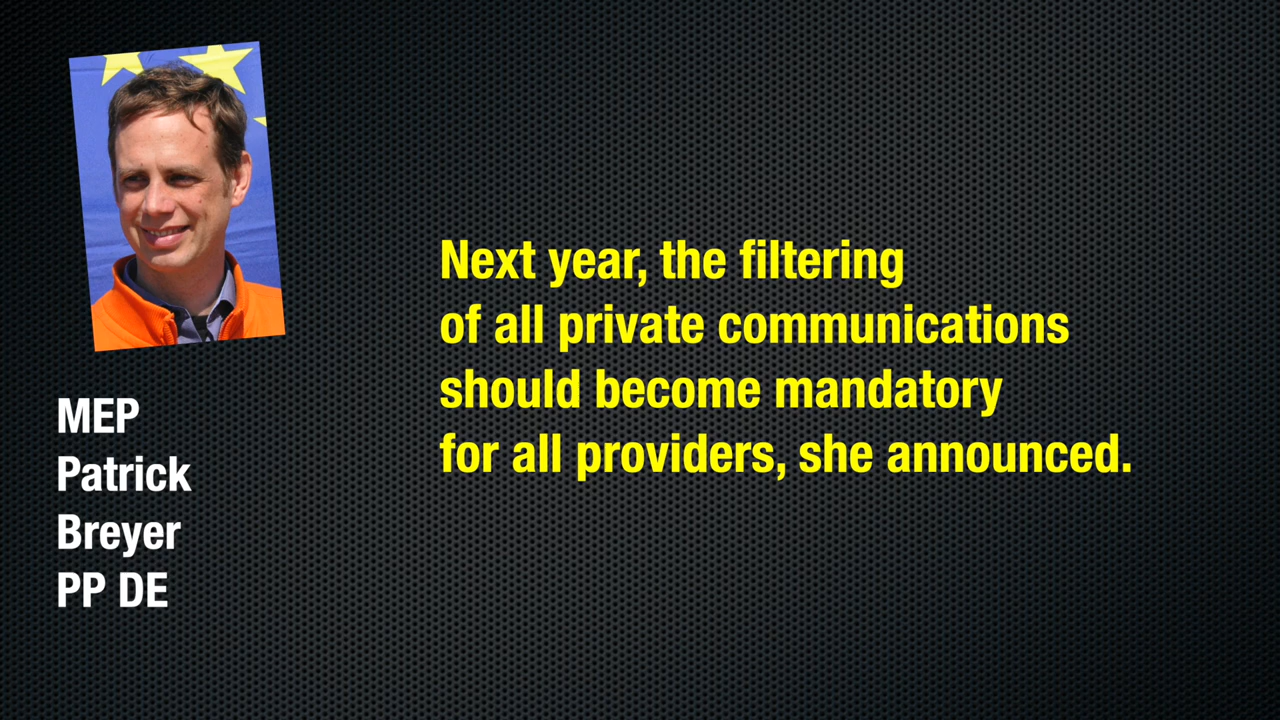 MEP
Patrick
Breyer
PP DE
Next year, the filtering
of all private communications
should become mandatory
for all providers, she announced.